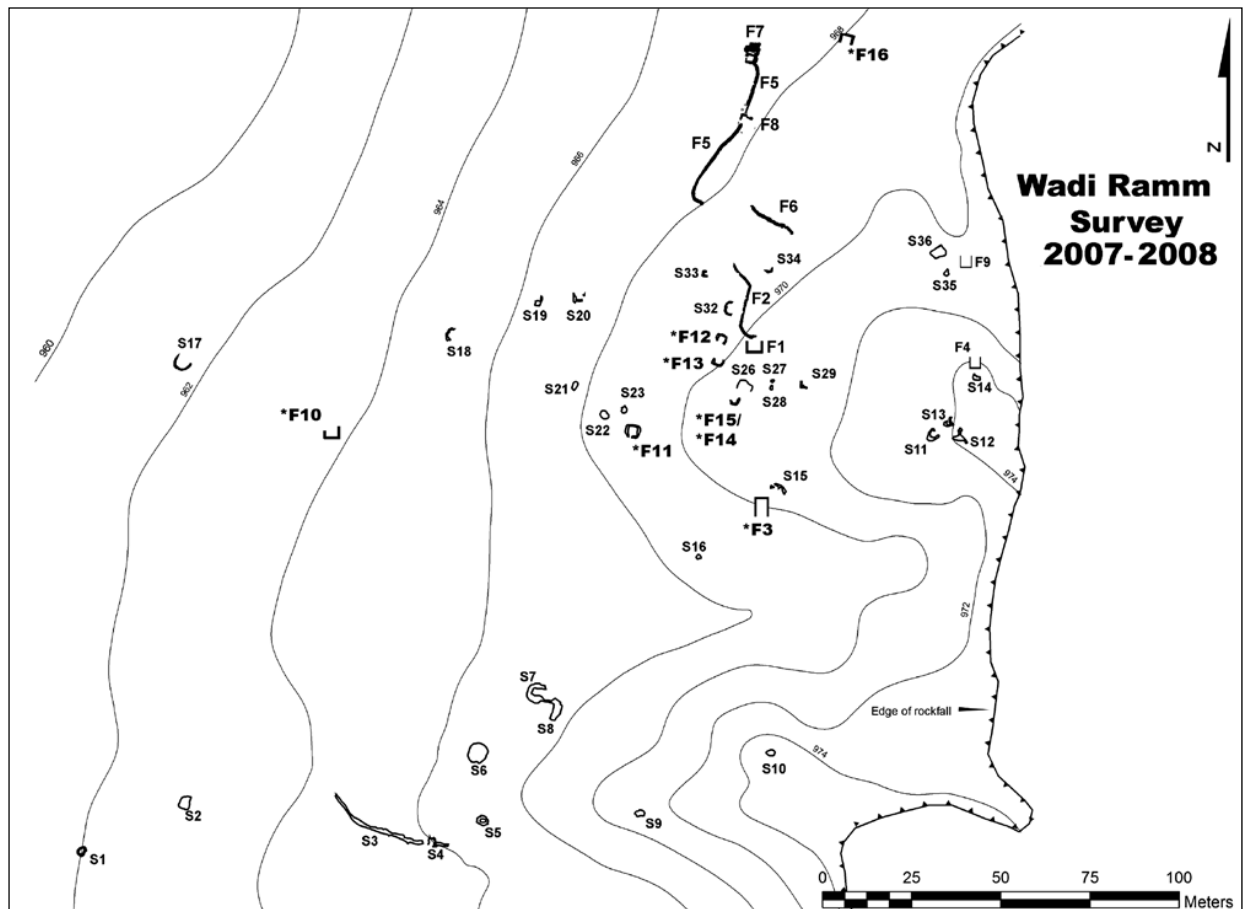 F7
968
*F16
F5
F8
F5
966
N
Wadi Ramm
Survey
2007-2008
964
F6
S36
F9
S35
S33
S34
970
S32
F2
S19
S20
S17
S18
*F12
F1
960
*F13
F4
S14
962
S26
S27
S29
S28
S21
S23
S22
*F10
*F15/
*F14
*F11
S13
S11
S12
974
S15
*F3
S16
972
S7
S8
Edge of rockfall
S6
974
S10
S2
S9
S5
S3
S4
S1
0 25 50 75 100
Meters